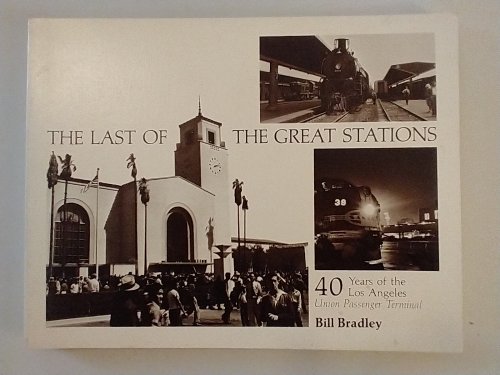 THE LAST OF THE GREAT STATIONS
38
40 Years of the
Los Angeles
Union Passenger Terminal
Bill Bradley